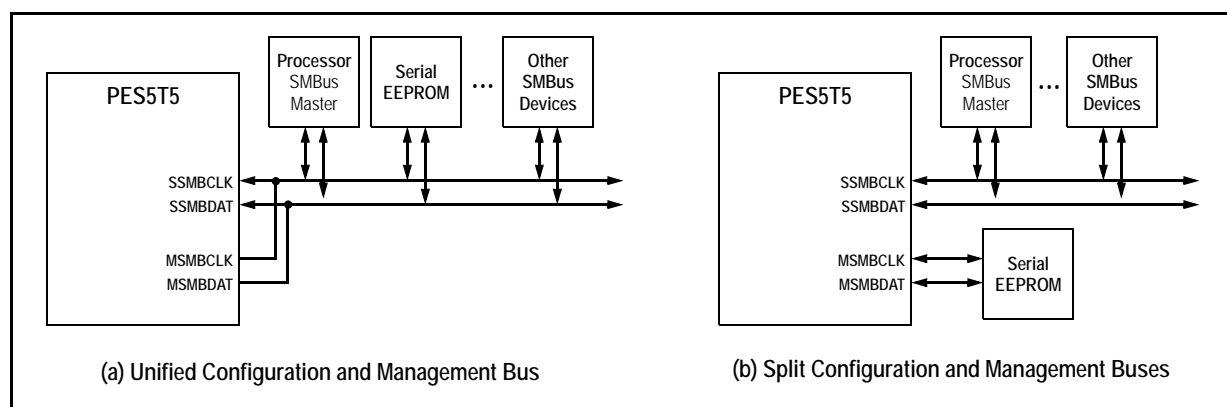 PES5T5
Processor
SMBus
Master
Serial
EEPROM
...
Other
SMBus
Devices
SSMBCLK
SSMBDAT
MSMBCLK
MSMBDAT
(a) Unified Configuration and Management Bus
PES5T5
Processor
SMBus
Master
...
Other
SMBus
Devices
SSMBCLK
SSMBDAT
MSMBCLK
MSMBDAT
Serial
EEPROM
(b) Split Configuration and Management Buses